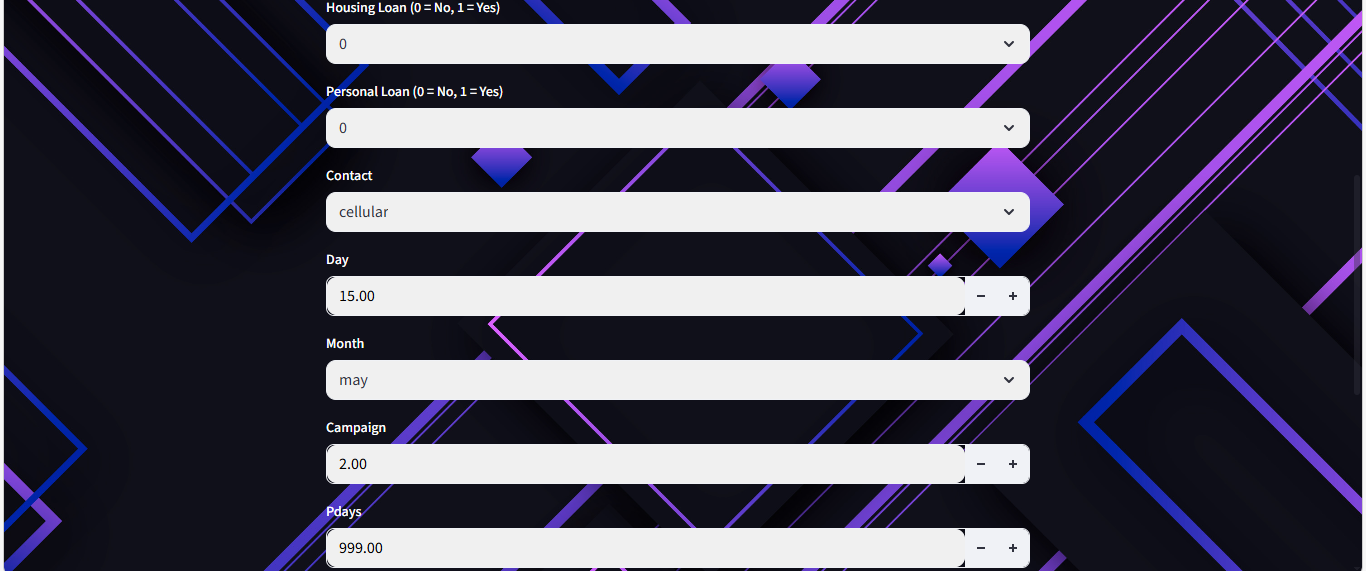 Housing Loan (0 = No, 1 = Yes)
0
Personal Loan (0 = No, 1 = Yes)
0
Contact
cellular
Day
15.00
Month
may
Campaign
2.00
Pdays
999.00